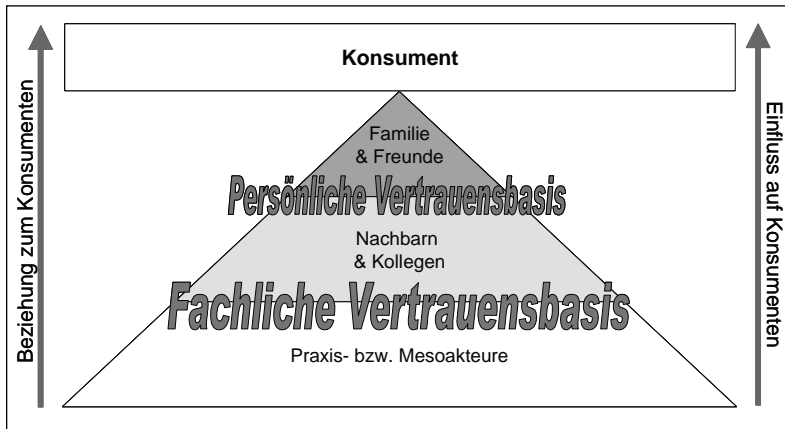 Konsument
Beziehung zum Konsumenten
Einfluss auf Konsumenten
Familie
& Freunde
Persönliche Vertrauensbasis
Nachbarn
& Kollegen
Fachliche Vertrauensbasis
Praxis- bzw. Mesoakteure